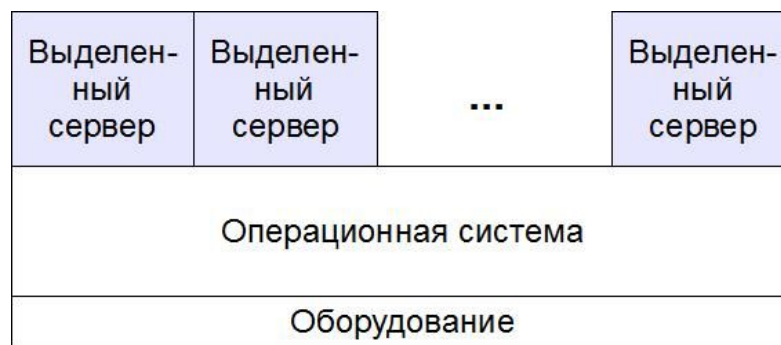 Выделен-
ный
сервер
Выделен-
ный
сервер
...
Выделен-
ный
сервер
Операционная система
Оборудование